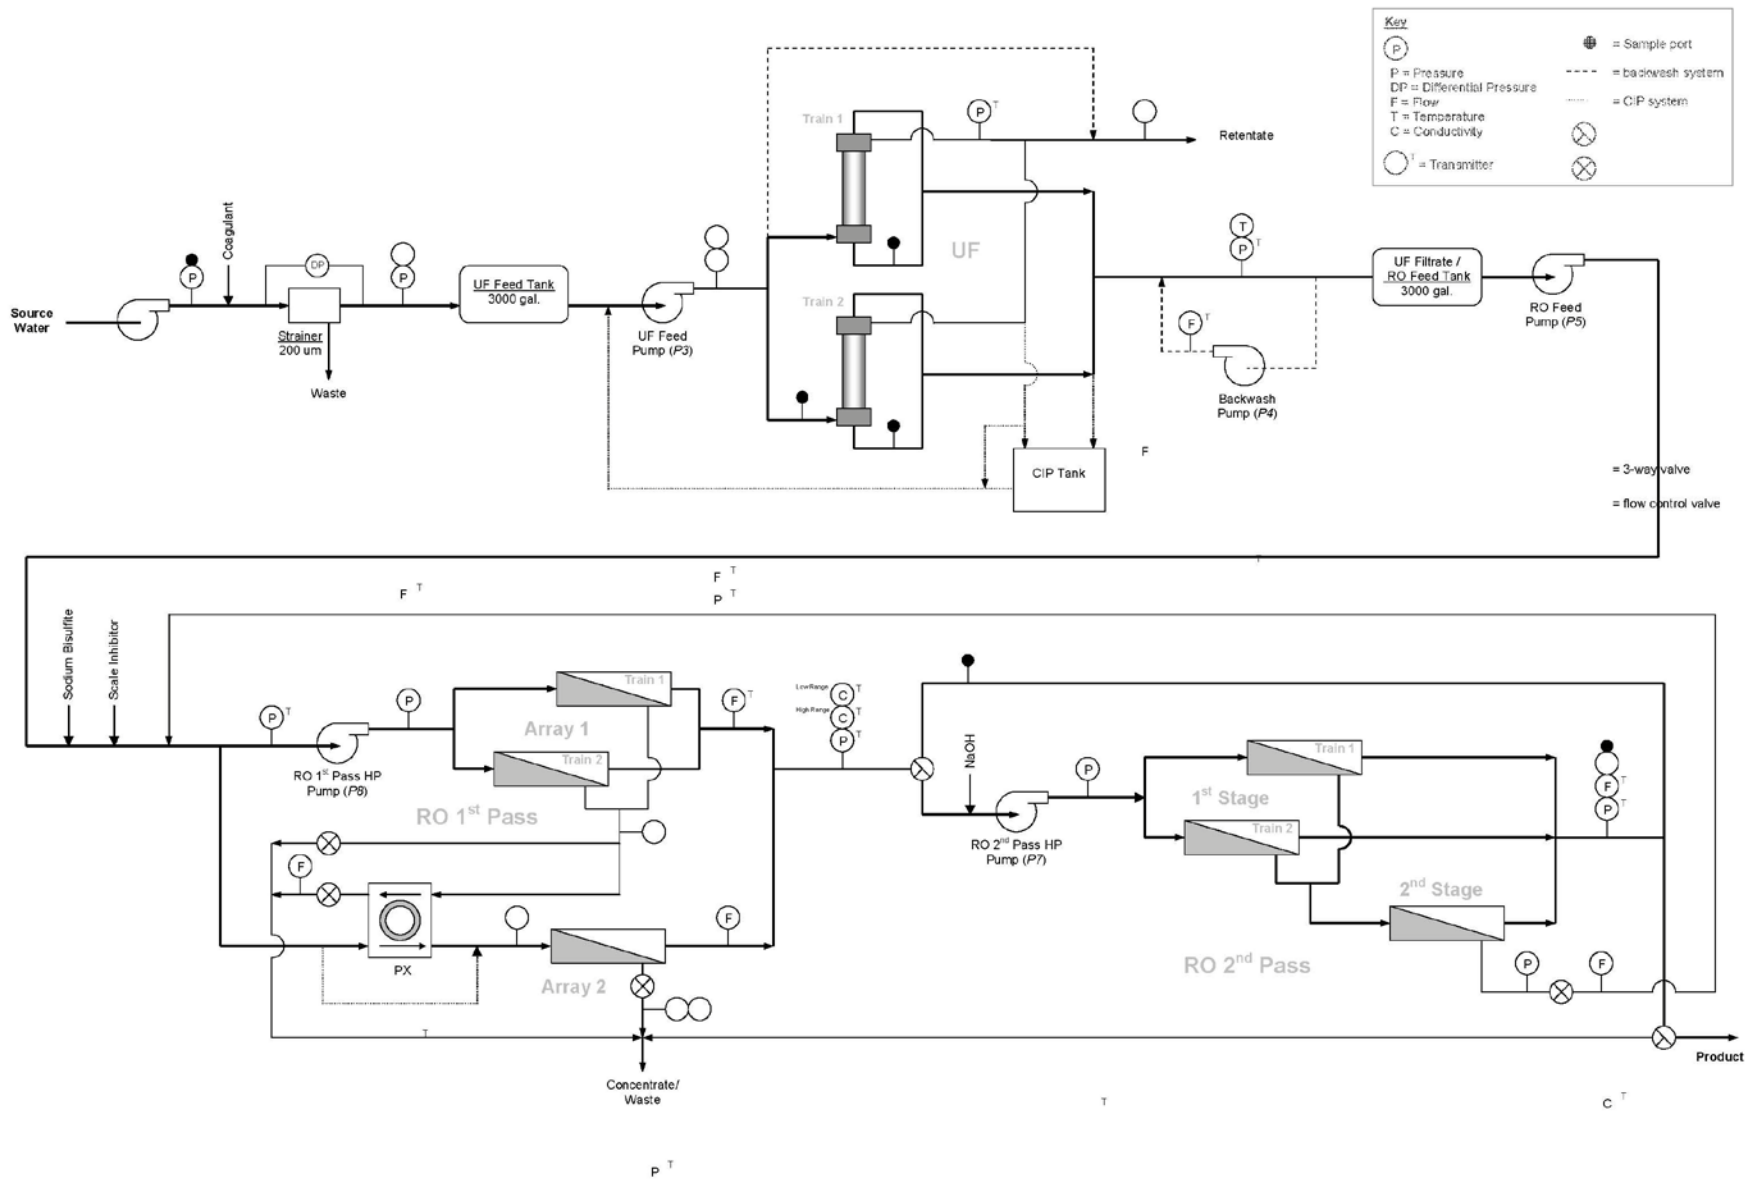 Key
P
P = Pressure
DP = Differential Pressure
F = Flow
T = Temperature
C = Conductivity
T = Transmitter
= Sample port
= backwash system
= CIP system
Train 1
P T
Retentate
Coagulant
P
DP
P
UF Feed Tank
3000 gal.
UF
T
P T
UF Filtrate /
RO Feed Tank
3000 gal.
Source
Water
Strainer
200 um
Waste
UF Feed
Pump (P3)
Train 2
F T
Backwash
Pump (P4)
RO Feed
Pump (P5)
CIP Tank
F
= 3-way valve
= flow control valve
T
F T
F T
P T
Sodium Bisulfite
Scale Inhibitor
P T
P
RO 1st Pass HP
Pump (P6)
Train 1
Array 1
Train 2
F T
Low Range C T
High Range C T
P T
RO 1st Pass
F
PX
F
Array 2
T
Concentrate/
Waste
NaOH
P
RO 2nd Pass HP
Pump (P7)
Train 1
1st Stage
Train 2
2nd Stage
RO 2nd Pass
T
F T
P T
P
F
Product
T
C T
P T